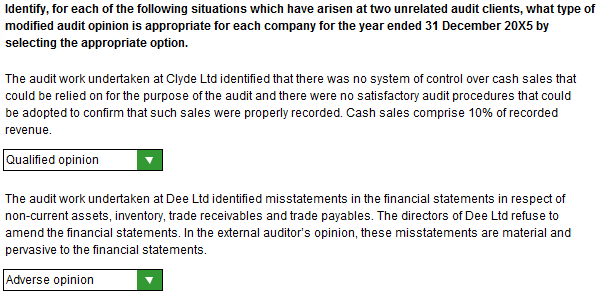 Identify, for each of the following situations which have arisen at two unrelated audit clients, what type of
modified audit opinion is appropriate for each company for the year ended 31 December 20X5 by
selecting the appropriate option.
The audit work undertaken at Clyde Ltd identified that there was no system of control over cash sales that
could be relied on for the purpose of the audit and there were no satisfactory audit procedures that could
be adopted to confirm that such sales were properly recorded. Cash sales comprise 10% of recorded
revenue.
Qualified opinion
The audit work undertaken at Dee Ltd identified misstatements in the financial statements in respect of
non-current assets, inventory, trade receivables and trade payables. The directors of Dee Ltd refuse to
amend the financial statements. In the external auditor's opinion, these misstatements are material and
pervasive to the financial statements.
Adverse opinion